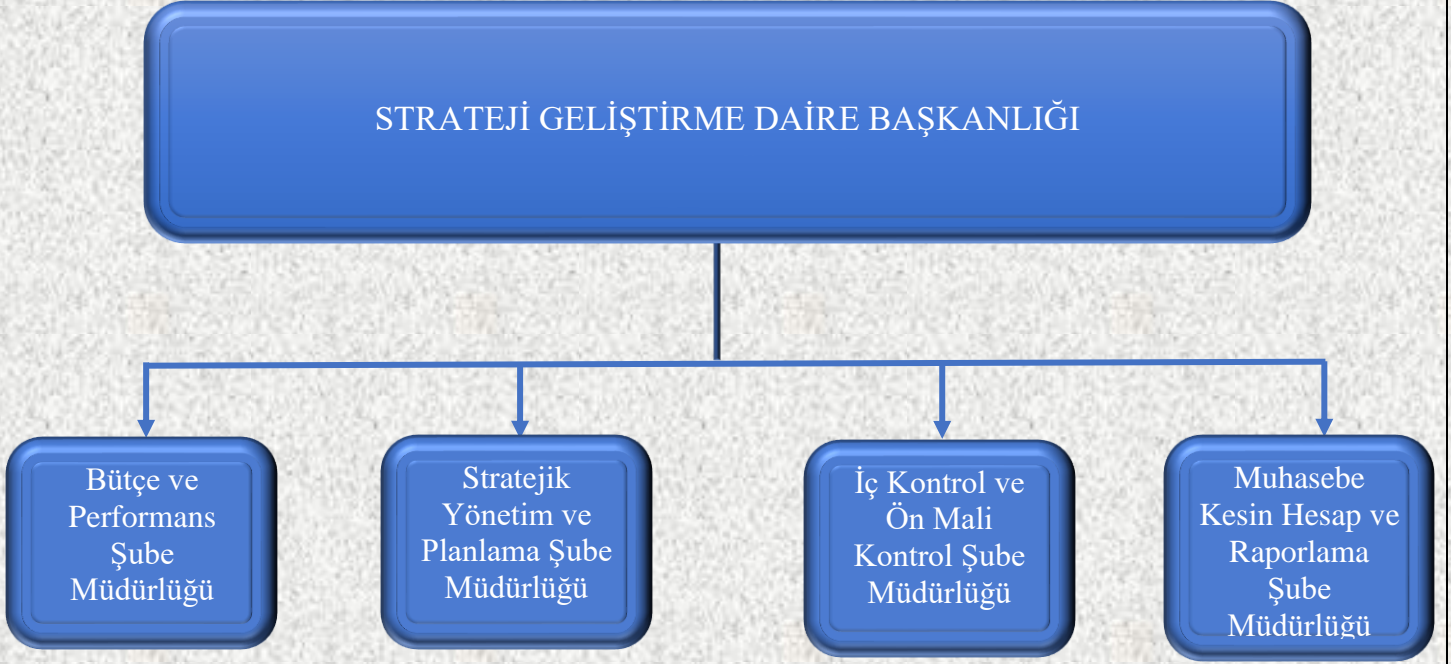 STRATEJİ GELİŞTİRME DAİRE BAŞKANLIĞI
Bütçe ve
Performans
Şube
Müdürlüğü
Stratejik
Yönetim ve
Planlama Şube
Müdürlüğü
İç Kontrol ve
Ön Mali
Kontrol Şube
Müdürlüğü
Muhasebe
Kesin Hesap ve
Raporlama
Şube
Müdürlüğü